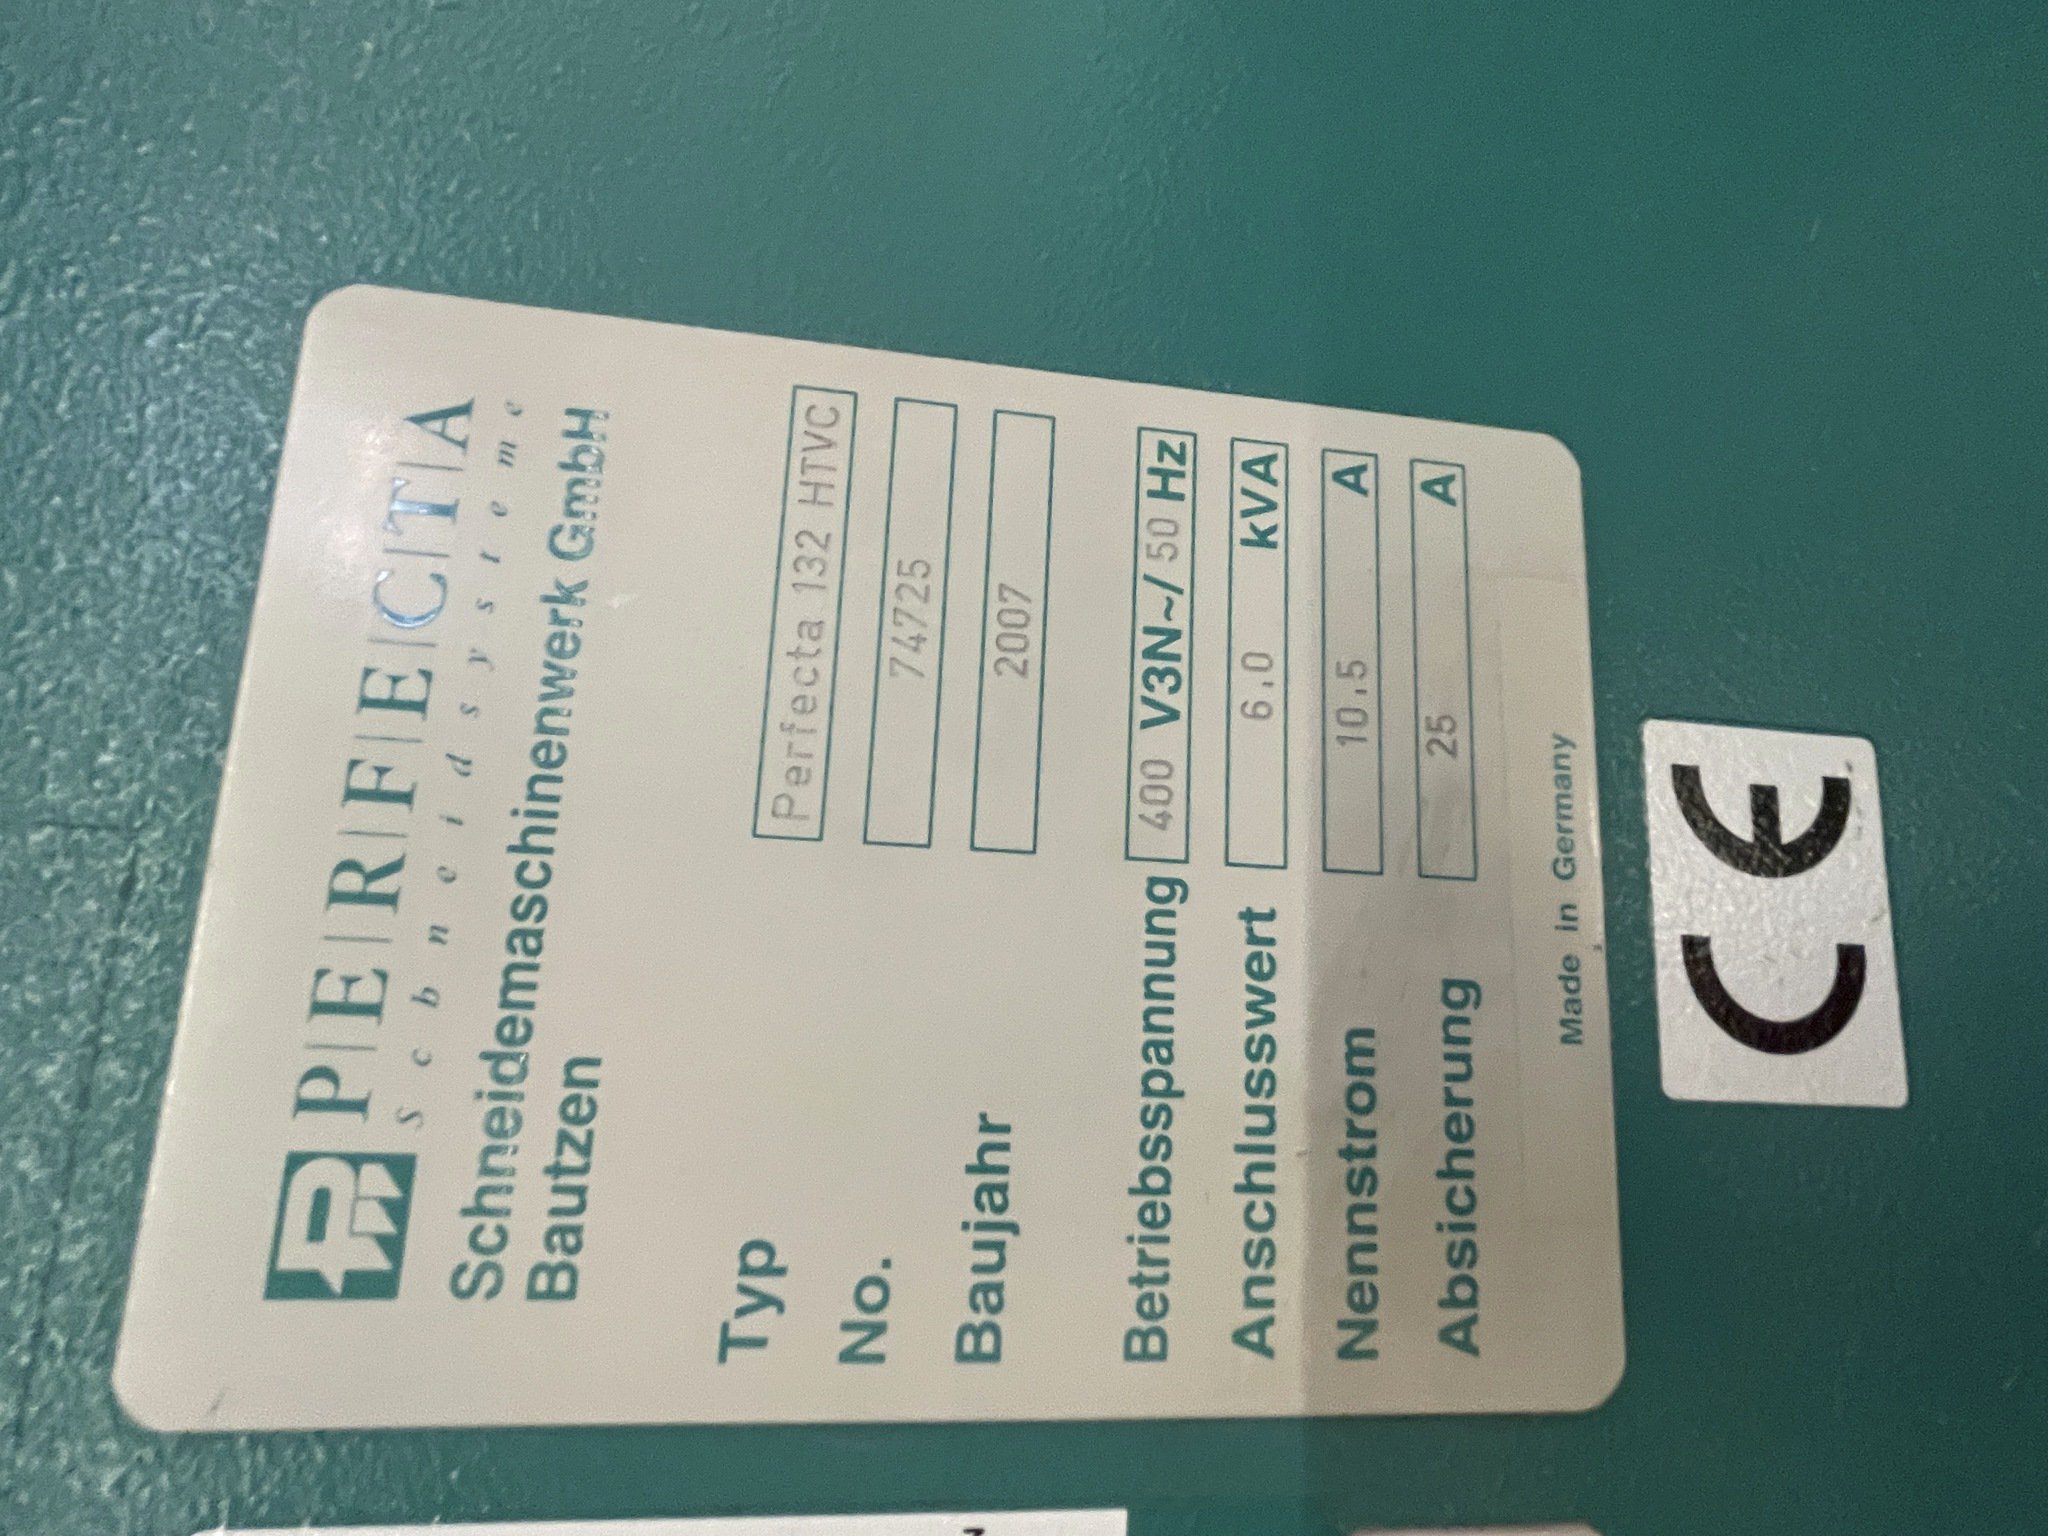 P|E|R|F|E|C|T|A
Schneidsysteme
Schneidemaschinenwerk GmbH
Bautzen
Typ Perfecta 132 HTVC
No. 74725
Baujahr 2007
Betriebsspannung 400 V3N~/ 50 Hz
Anschlusswert 6.0 kVA
Nennstrom 10.5 A
Absicherung 25 A
Made in Germany
CE